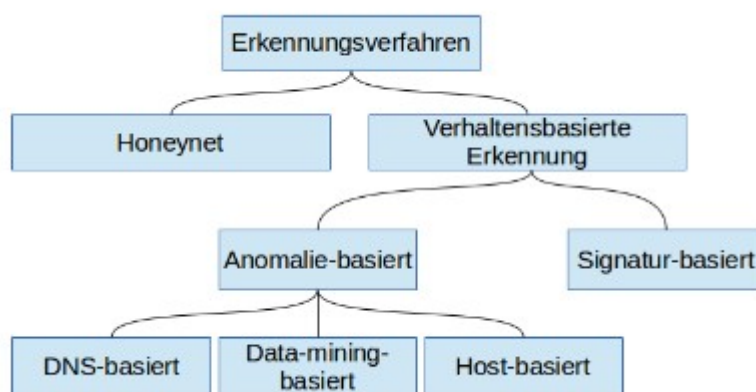 Erkennungsverfahren
Honeynet
Verhaltensbasierte
Erkennung
Anomalie-basiert
Signatur-basiert
DNS-basiert
Data-mining-
basiert
Host-basiert